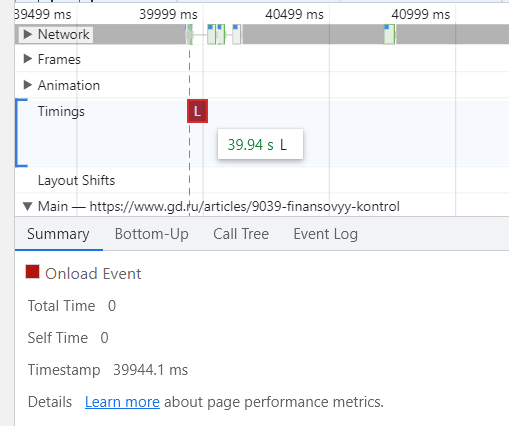 39499 ms 39999 ms 40499 ms 40999 ms
Network
Frames
Animation
Timings L
39.94 s L
Layout Shifts
Main — https://www.gd.ru/articles/9039-finansovyy-kontrol
Summary Bottom-Up Call Tree Event Log
Onload Event
Total Time 0
Self Time 0
Timestamp 39944.1 ms
Details Learn more about page performance metrics.